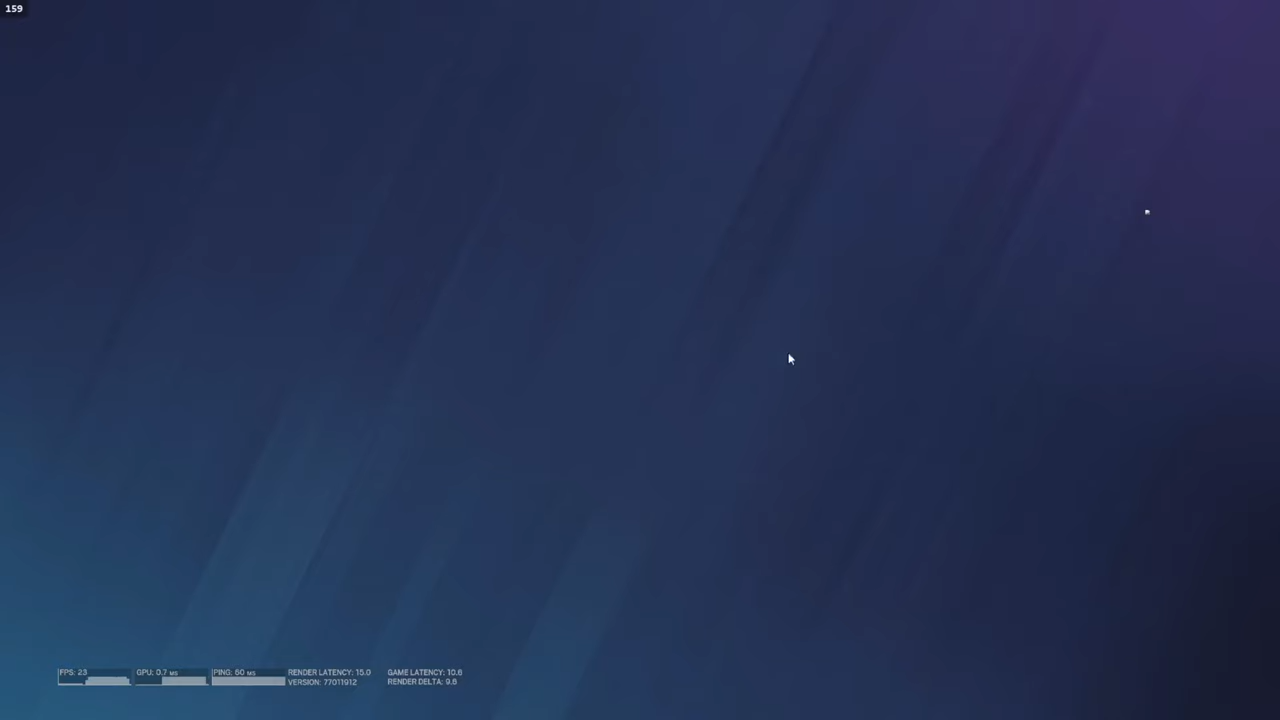 159
FPS: 23 GPU: 0.7 MS PING: 60 MS RENDER LATENCY: 15.0 GAME LATENCY: 10.6
VERSION: 77011912 RENDER DELTA: 9.6